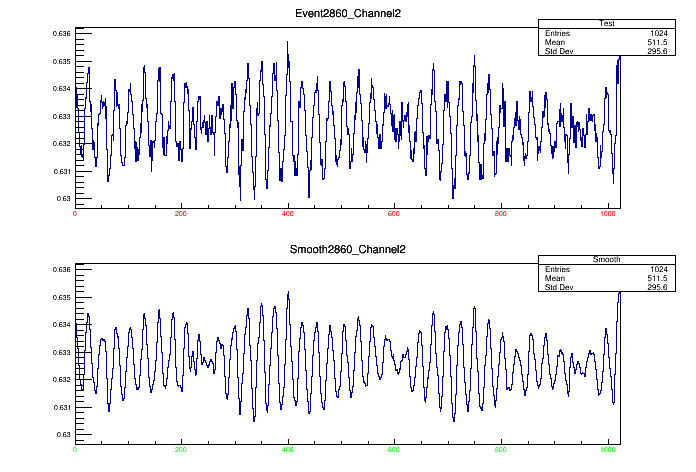 Event2860_Channel2
Test
Entries 1024
Mean 511.5
Std Dev 295.6
0.636
0.635
0.634
0.633
0.632
0.631
0.63
0 200 400 600 800 1000
Smooth2860_Channel2
Smooth
Entries 1024
Mean 511.5
Std Dev 295.6
0.636
0.635
0.634
0.633
0.632
0.631
0.63
0 200 400 600 800 1000